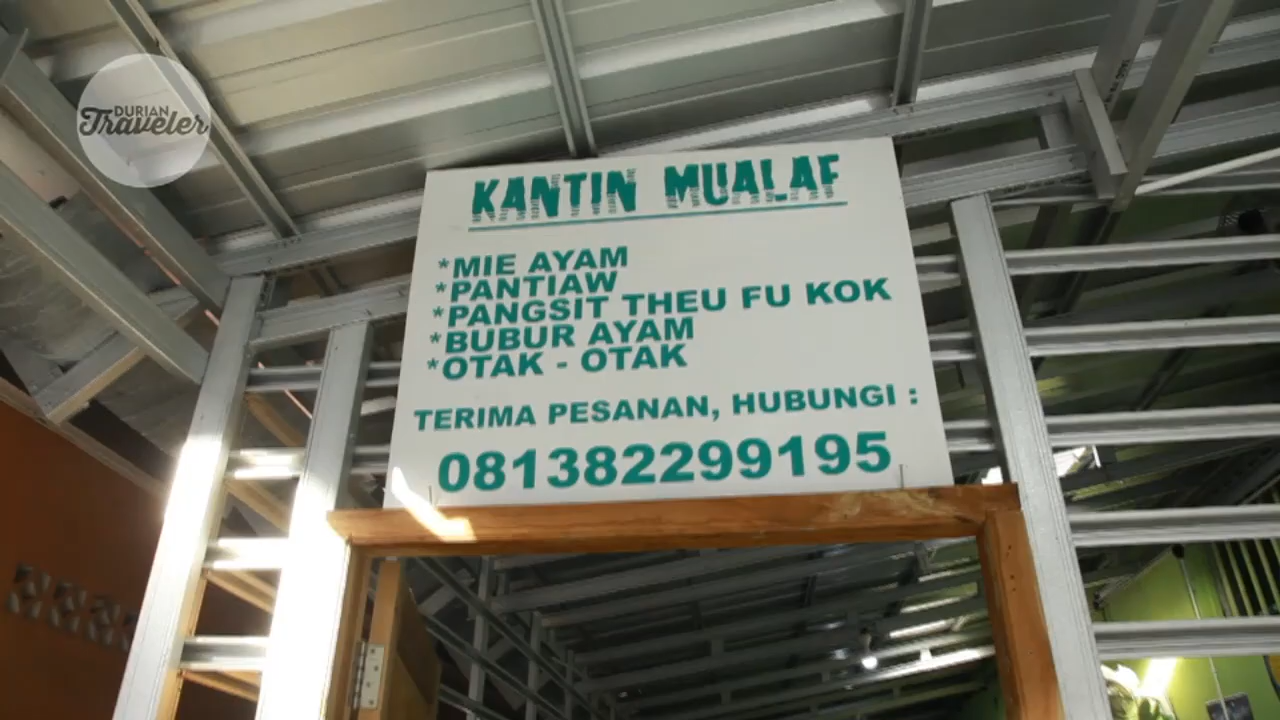 DURIAN
Traveler
KANTIN MUALAF
*MIE AYAM
*PANTIAW
*PANGSIT THEU FU KOK
*BUBUR AYAM
*OTAK - OTAK
TERIMA PESANAN, HUBUNGI :
081382299195